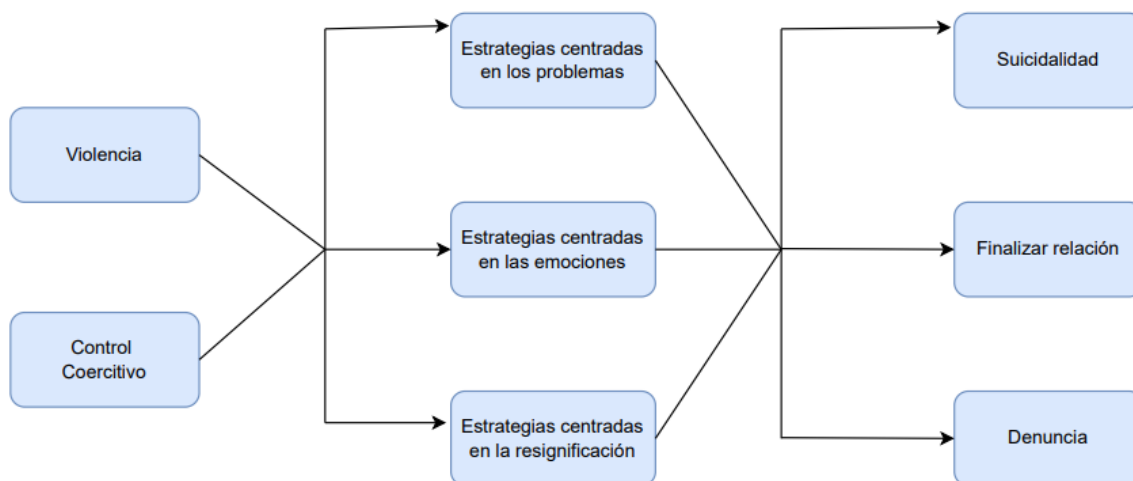 Violencia
Control
Coercitivo
Estrategias centradas
en los problemas
Estrategias centradas
en las emociones
Estrategias centradas
en la resignificación
Suicidalidad
Finalizar relación
Denuncia